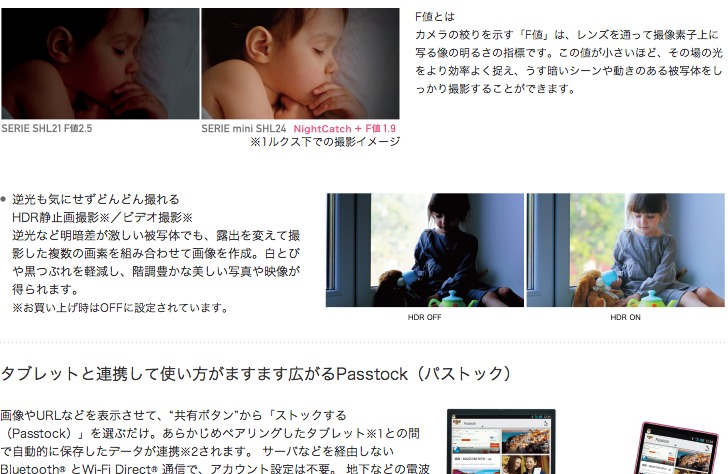 F値とは
カメラの絞りを示す「F値」は、レンズを通って撮像素子上に
写る像の明るさの指標です。この値が小さいほど、その場の光
をより効率よく捉え、うす暗いシーンや動きのある被写体をし
っかり撮影することができます。
SERIE SHL21 F値2.5
SERIE mini SHL24 NightCatch + F値1.9
※1ルクス下での撮影イメージ
逆光も気にせずどんどん撮れる
HDR静止画撮影※／ビデオ撮影※
逆光など明暗差が激しい被写体でも、露出を変えて撮
影した複数の画素を組み合わせて画像を作成。白とび
や黒つぶれを軽減し、階調豊かな美しい写真や映像が
得られます。
※お買い上げ時はOFFに設定されています。
HDR OFF
HDR ON
タブレットと連携して使い方がますます広がるPasstock（パストック）
画像やURLなどを表示させて、“共有ボタン”から「ストックする
（Passtock）」を選ぶだけ。あらかじめペアリングしたタブレット※1との間
で自動的に保存したデータが連携※2されます。 サーバなどを経由しない
Bluetooth® とWi-Fi Direct® 通信で、アカウント設定は不要。 地下などの電波
Passtock